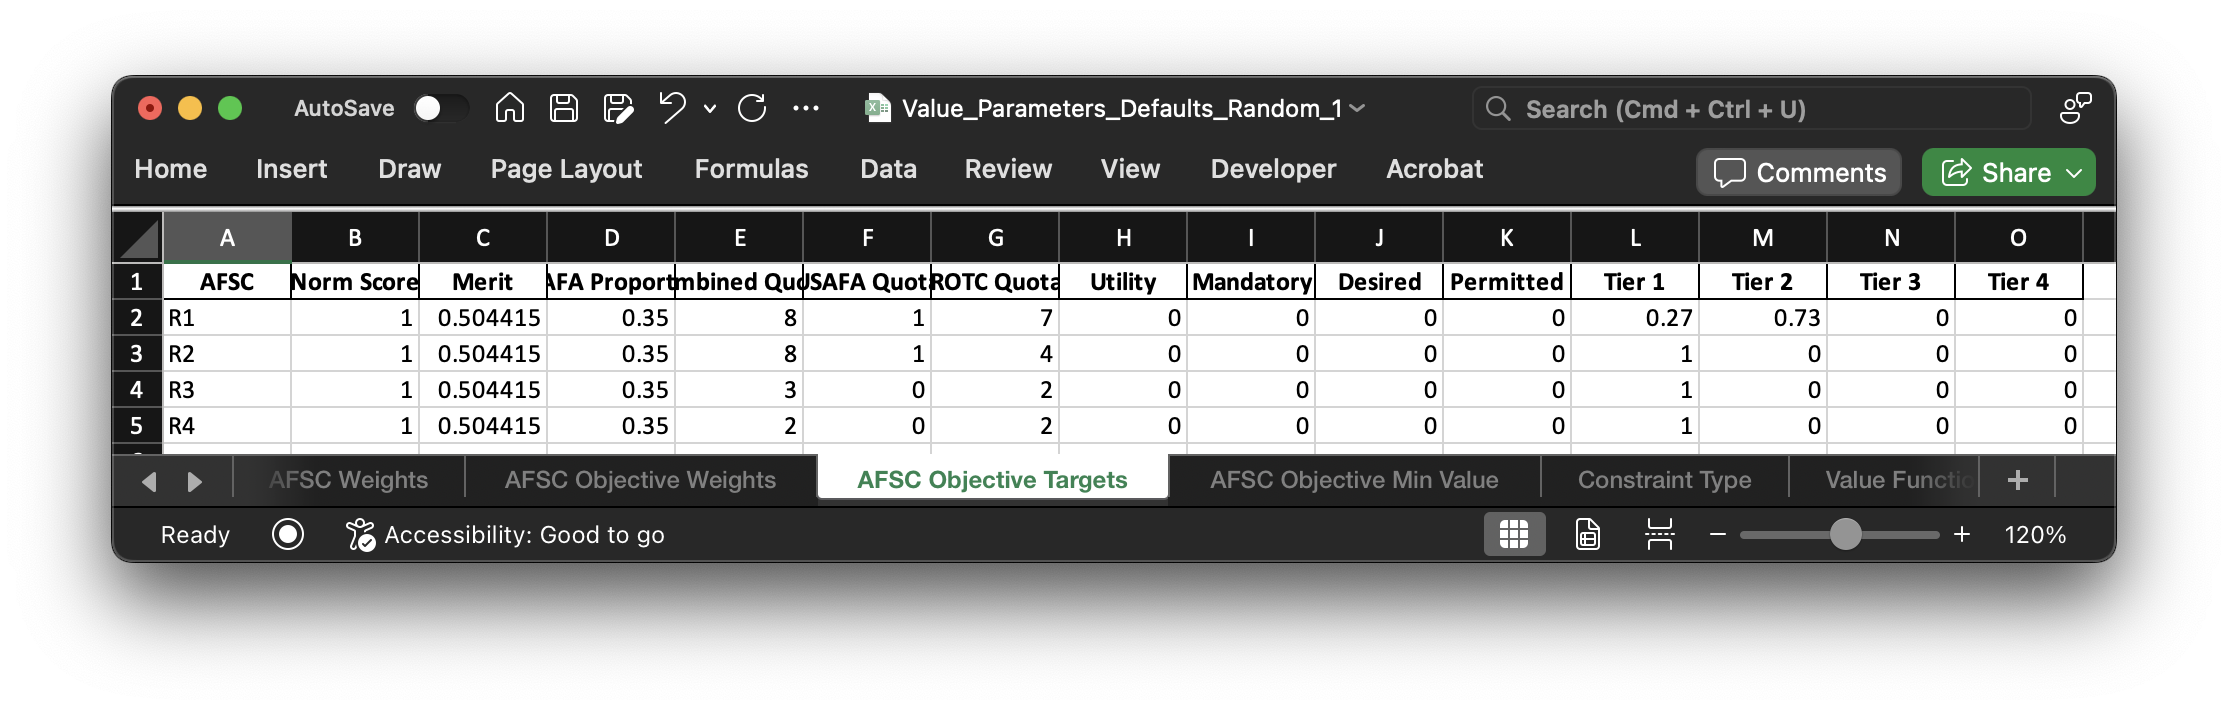 AutoSave Value_Parameters_Defaults_Random_1 Search (Cmd + Ctrl + U)
Home Insert Draw Page Layout Formulas Data Review View Developer Acrobat Comments Share
A B C D E F G H I J K L M N O
1 AFSC Norm Score Merit AFA Proport mbined Quo USAFA Quota ROTC Quota Utility Mandatory Desired Permitted Tier 1 Tier 2 Tier 3 Tier 4
2 R1 1 0.504415 0.35 8 1 7 0 0 0 0 0.27 0.73 0 0
3 R2 1 0.504415 0.35 8 1 4 0 0 0 0 1 0 0 0
4 R3 1 0.504415 0.35 3 0 2 0 0 0 0 1 0 0 0
5 R4 1 0.504415 0.35 2 0 2 0 0 0 0 1 0 0 0
AFSC Weights AFSC Objective Weights AFSC Objective Targets AFSC Objective Min Value Constraint Type Value Functio +
Ready Accessibility: Good to go − + 120%